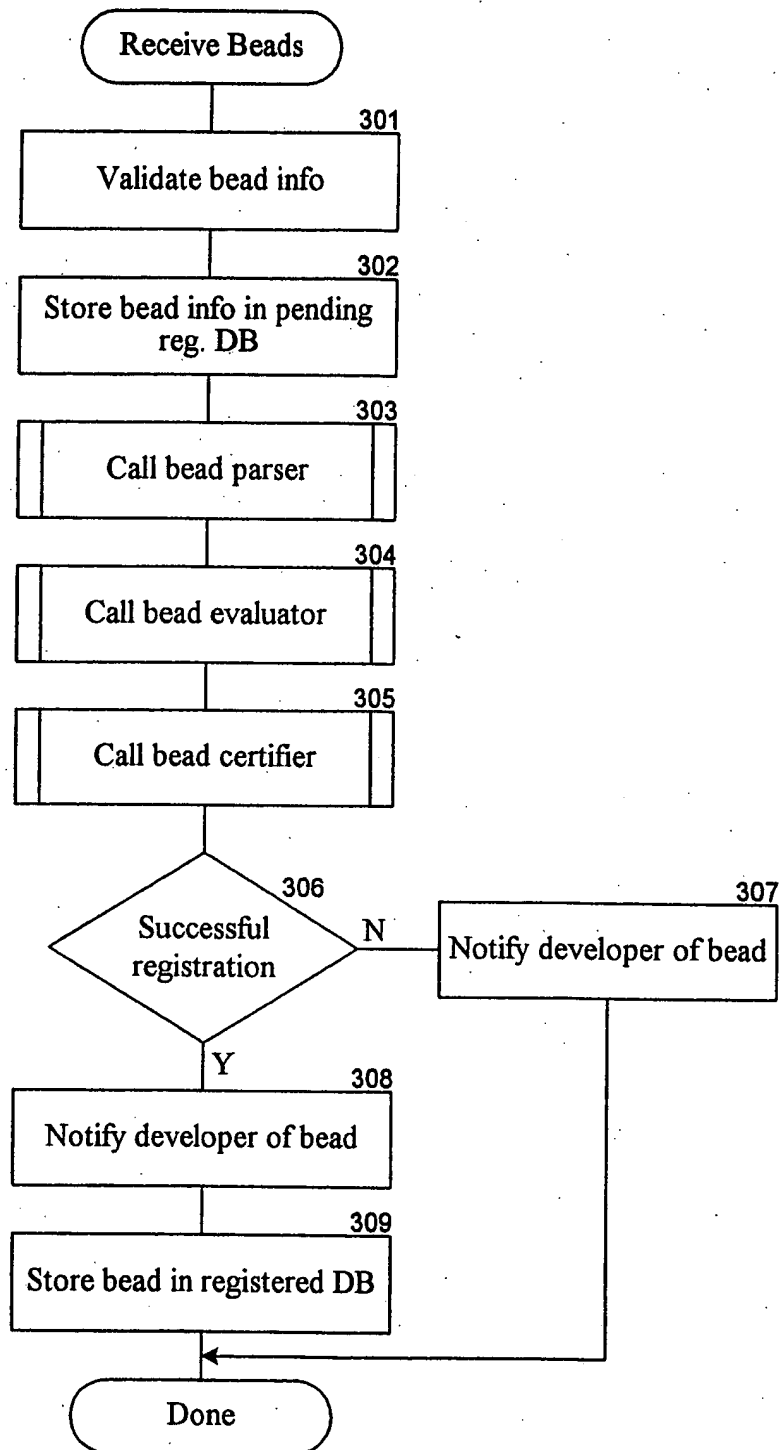 Receive Beads
301
Validate bead info
302
Store bead info in pending
reg. DB
303
Call bead parser
304
Call bead evaluator
305
Call bead certifier
306
Successful
registration
N
307
Notify developer of bead
Y
308
Notify developer of bead
309
Store bead in registered DB
Done